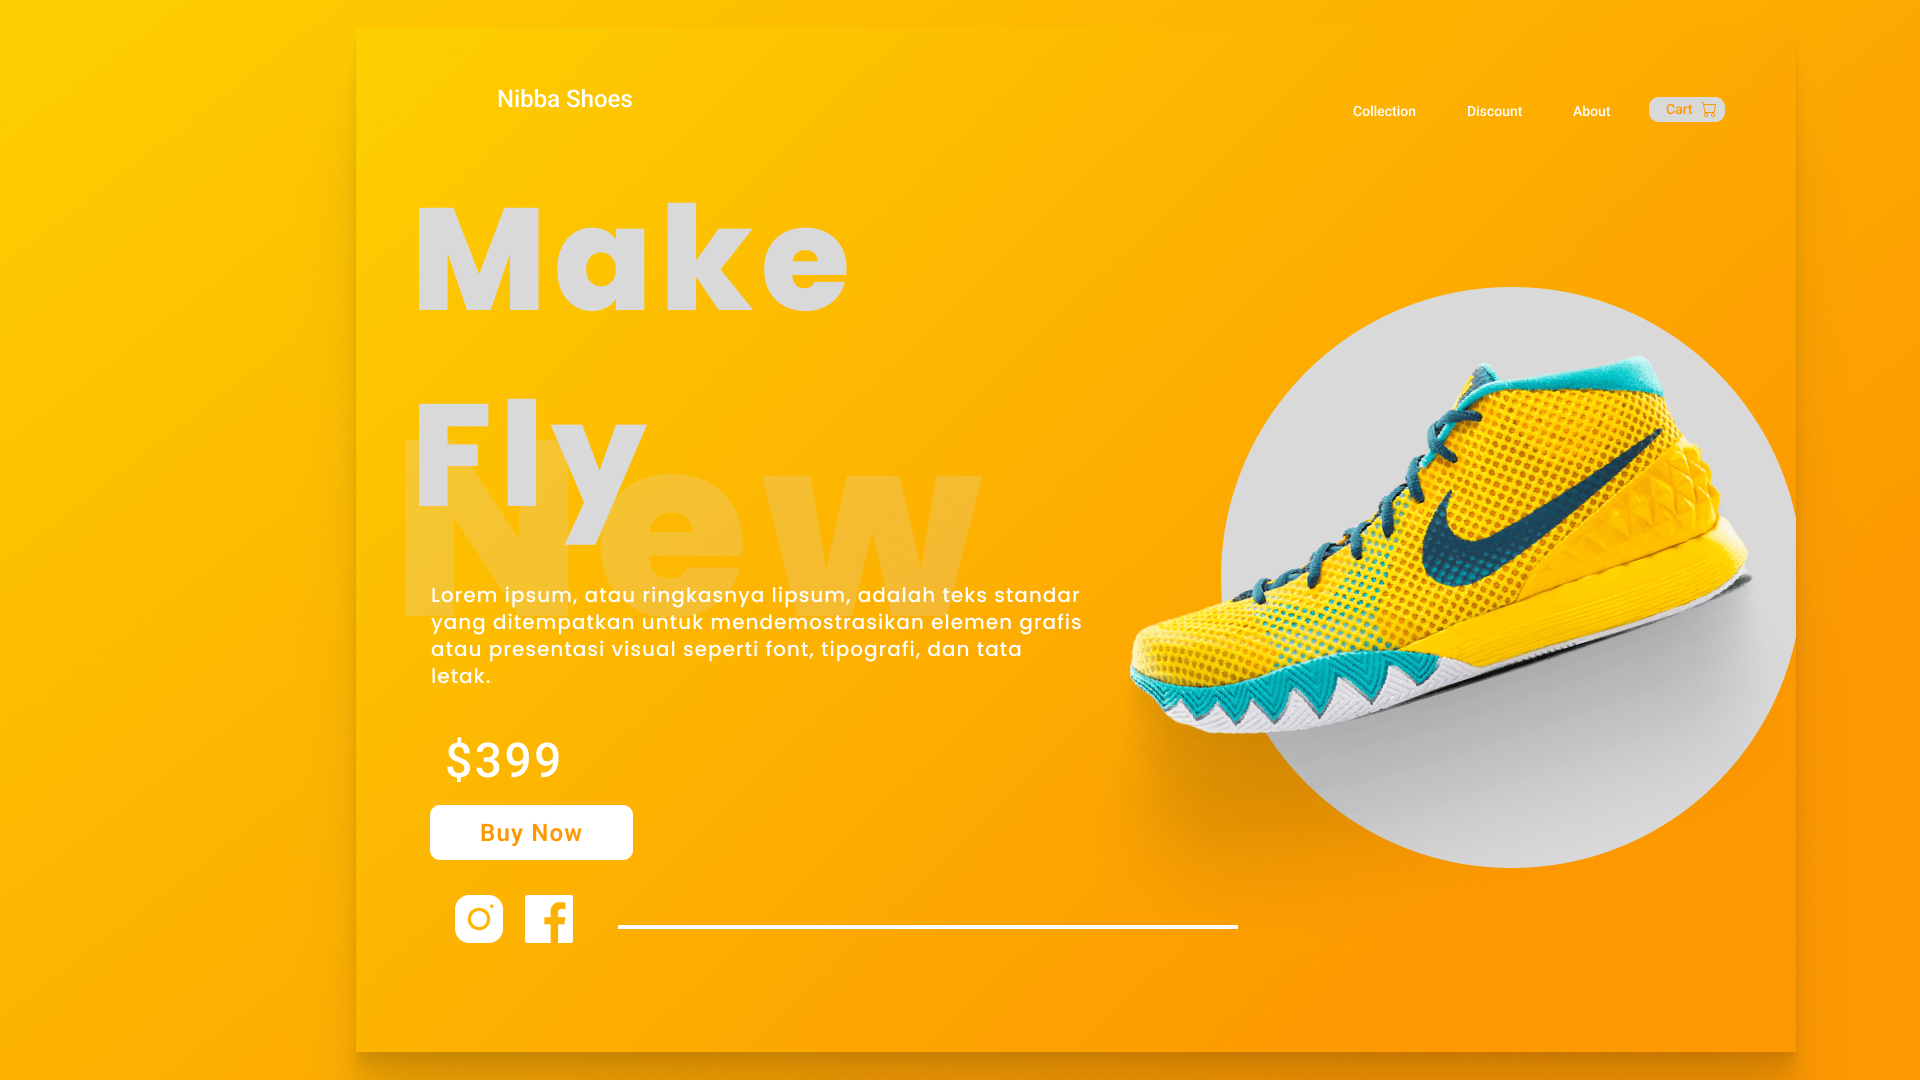 Nibba Shoes
Collection
Discount
About
Cart
Make
Fly
New
Lorem ipsum, atau ringkasnya lipsum, adalah teks standar
yang ditempatkan untuk mendemostrasikan elemen grafis
atau presentasi visual seperti font, tipografi, dan tata
letak.
$399
Buy Now